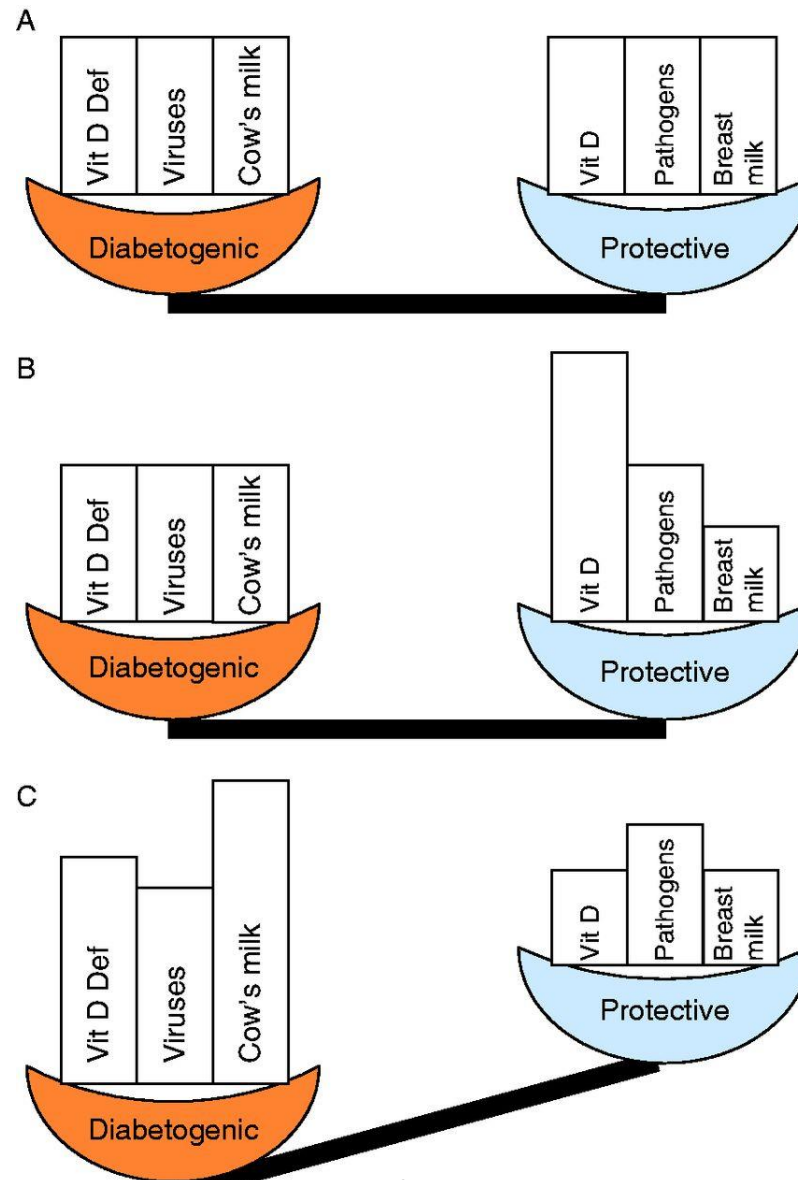 A
Vit D Def
Viruses
Cow's milk
Diabetogenic
Vit D
Pathogens
Breast
milk
Protective
B
Vit D Def
Viruses
Cow's milk
Diabetogenic
Vit D
Pathogens
Breast
milk
Protective
C
Vit D Def
Viruses
Cow's milk
Diabetogenic
Vit D
Pathogens
Breast
milk
Protective